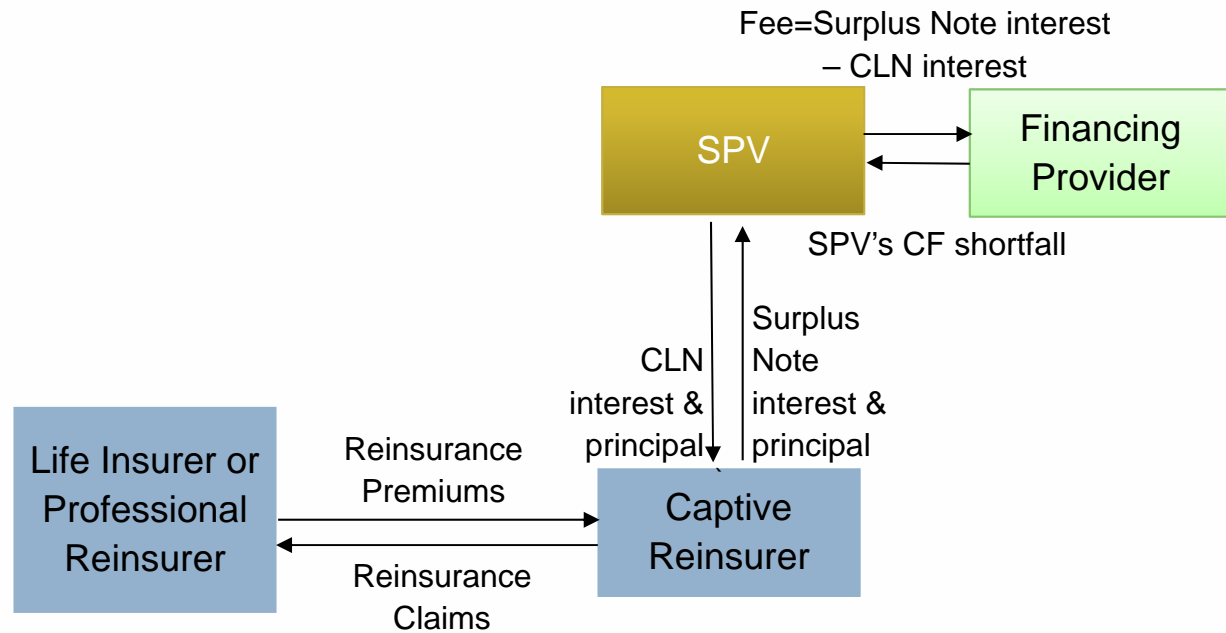 Fee=Surplus Note interest
– CLN interest
SPV
Financing
Provider
SPV’s CF shortfall
CLN
interest &
principal
Surplus
Note
interest &
principal
Life Insurer or
Professional
Reinsurer
Reinsurance
Premiums
Reinsurance
Claims
Captive
Reinsurer